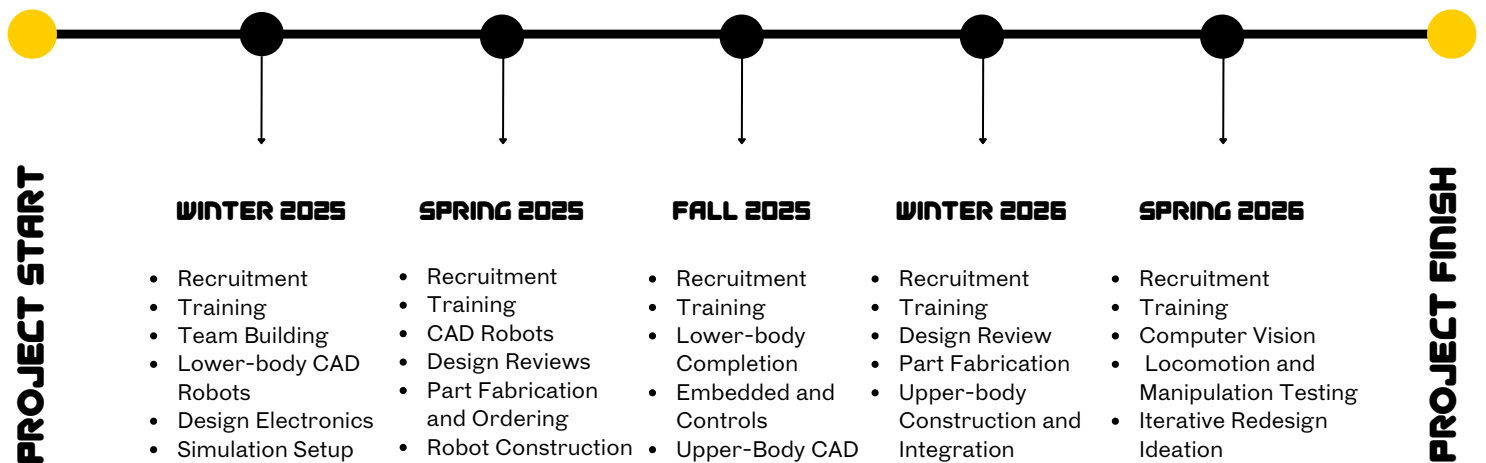 PROJECT START
WINTER 2025
• Recruitment
• Training
• Team Building
• Lower-body CAD
Robots
• Design Electronics
• Simulation Setup
SPRING 2025
• Recruitment
• Training
• CAD Robots
• Design Reviews
• Part Fabrication
and Ordering
• Robot Construction
FALL 2025
• Recruitment
• Training
• Lower-body
Completion
• Embedded and
Controls
• Upper-Body CAD
WINTER 2026
• Recruitment
• Training
• Design Review
• Part Fabrication
• Upper-body
Construction and
Integration
SPRING 2026
• Recruitment
• Training
• Computer Vision
• Locomotion and
Manipulation Testing
• Iterative Redesign
Ideation
PROJECT FINISH